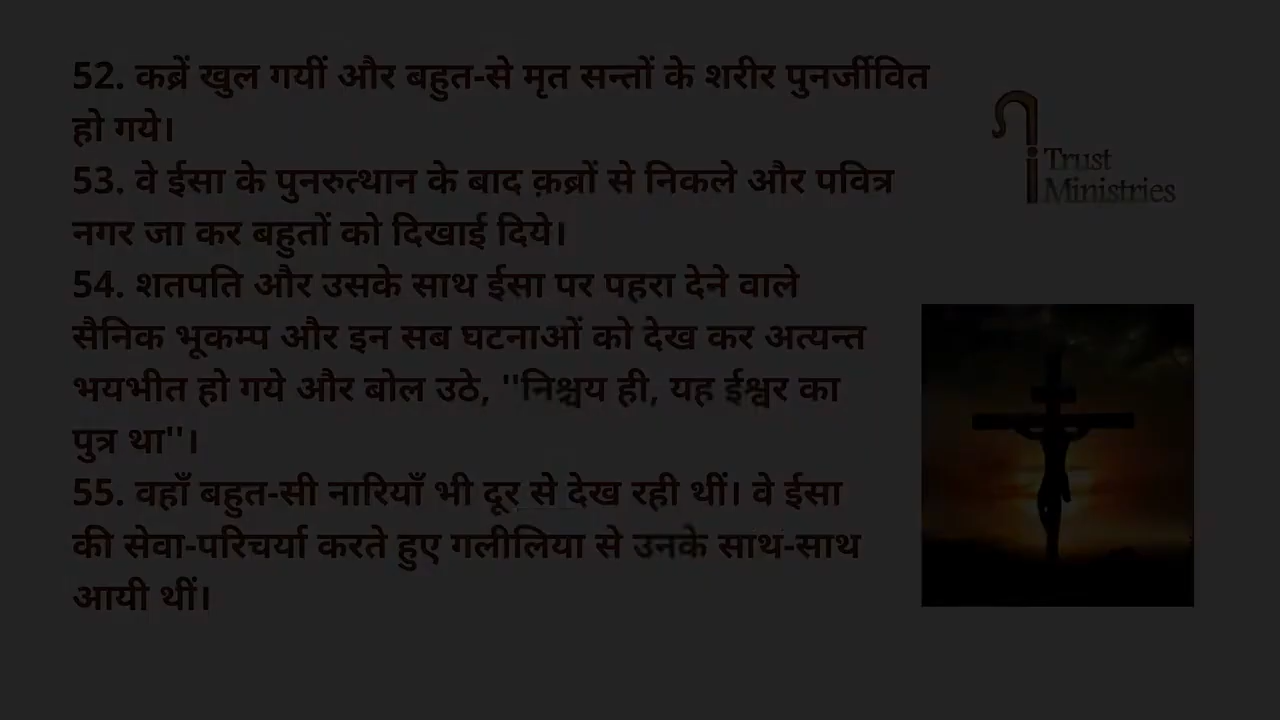 52. कब्रें खुल गयीं और बहुत-से मृत सन्तों के शरीर पुनर्जीवित
हो गये।
53. वे ईसा के पुनरुत्थान के बाद क़ब्रों से निकले और पवित्र
नगर जा कर बहुतों को दिखाई दिये।
54. शतपति और उसके साथ ईसा पर पहरा देने वाले
सैनिक भूकम्प और इन सब घटनाओं को देख कर अत्यन्त
भयभीत हो गये और बोल उठे, ''निश्चय ही, यह ईश्वर का
पुत्र था''।
55. वहाँ बहुत-सी नारियाँ भी दूर से देख रही थीं। वे ईसा
की सेवा-परिचर्या करते हुए गलीलिया से उनके साथ-साथ
आयी थीं।
Trust
Ministries